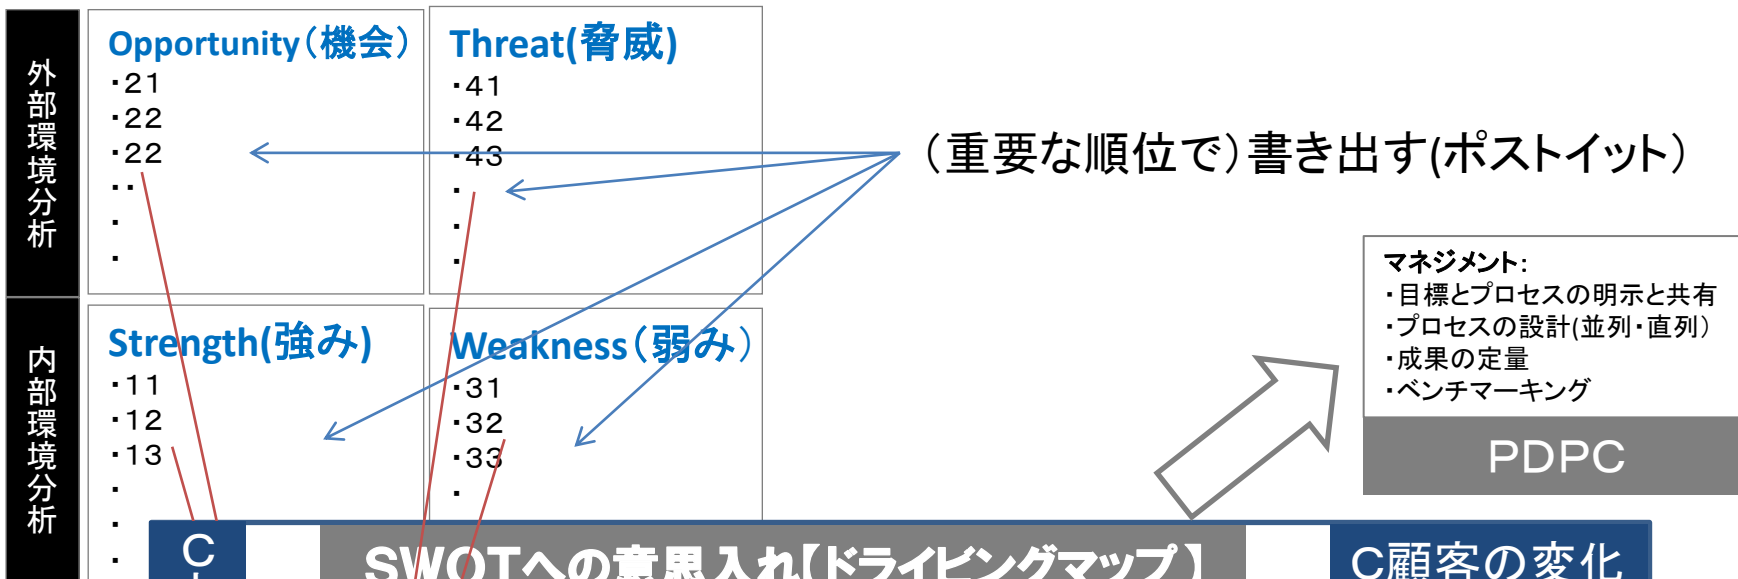 外部環境分析
Opportunity(機会)
・21
・22
・22
・・
・
・
Threat(脅威)
・41
・42
・43
・
・
・
(重要な順位で)書き出す(ポストイット)
内部環境分析
Strength(強み)
・11
・12
・13
・
・
・
Weakness(弱み)
・31
・32
・33
・
マネジメント:
・目標とプロセスの明示と共有
・プロセスの設計(並列・直列)
・成果の定量
・ベンチマーキング
PDPC
C
SWOTへの意思入れ【ドライビングマップ】
C顧客の変化